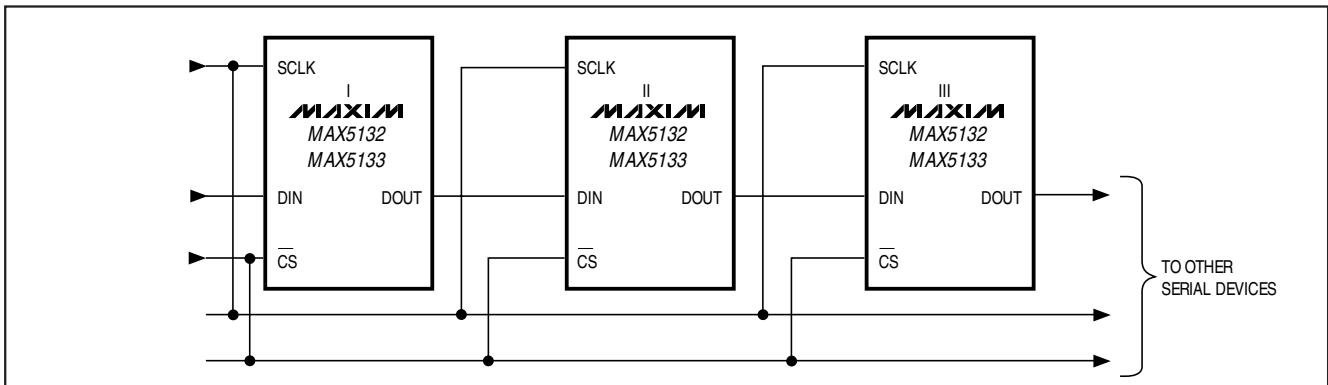 SCLK
I
MAXIM
MAX5132
MAX5133
DIN
DOUT
CS
SCLK
II
MAXIM
MAX5132
MAX5133
DIN
DOUT
CS
SCLK
III
MAXIM
MAX5132
MAX5133
DIN
DOUT
CS
TO OTHER
SERIAL DEVICES